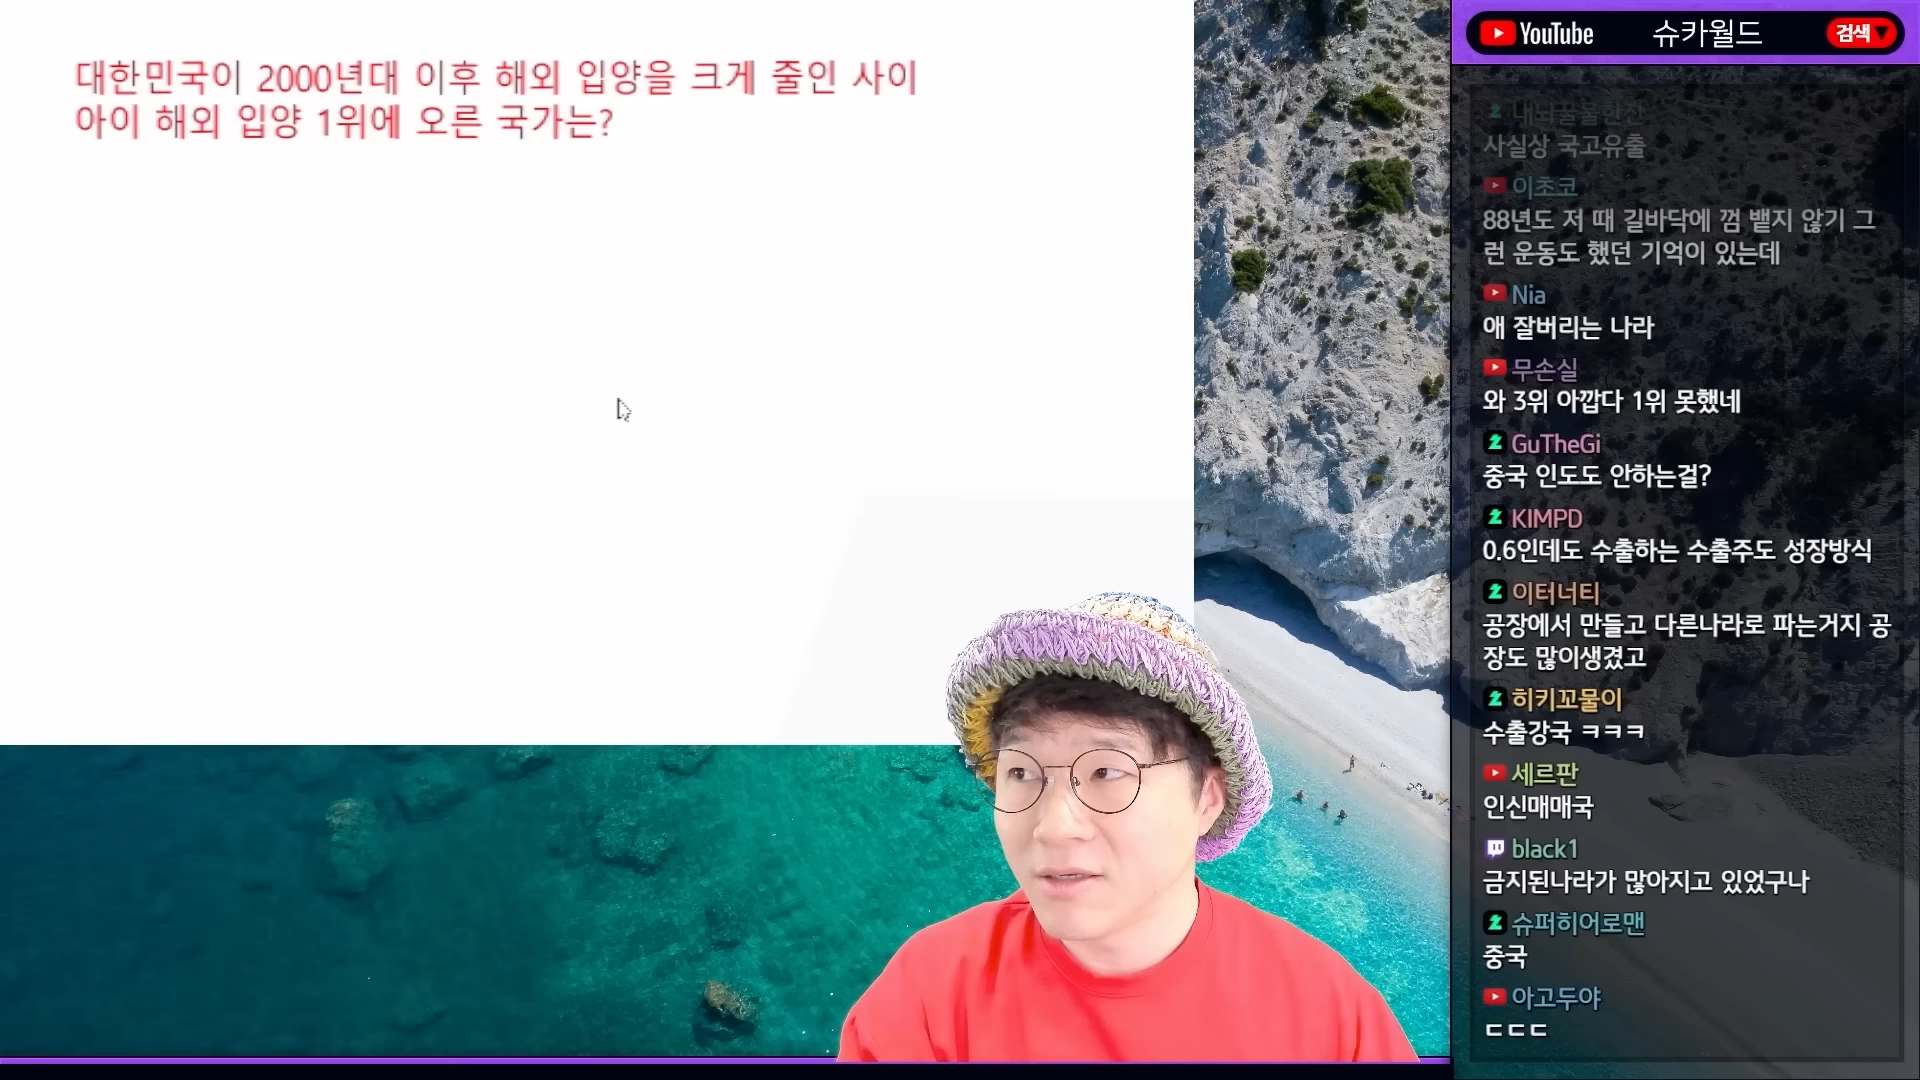 대한민국이 2000년대 이후 해외 입양을 크게 줄인 사이
아이 해외 입양 1위에 오른 국가는?
YouTube 슈카월드 검색
내뇌꿀물한잔
사실상 국고유출
이초코
88년도 저 때 길바닥에 껌 뱉지 않기 그
런 운동도 했던 기억이 있는데
Nia
애 잘버리는 나라
무손실
와 3위 아깝다 1위 못했네
GuTheGi
중국 인도도 안하는걸?
KIMPD
0.6인데도 수출하는 수출주도 성장방식
이터너티
공장에서 만들고 다른나라로 파는거지 공
장도 많이생겼고
히키꼬물이
수출강국 ㅋㅋㅋ
세르판
인신매매국
black1
금지된나라가 많아지고 있었구나
슈퍼히어로맨
중국
아고두야
ㄷㄷㄷ